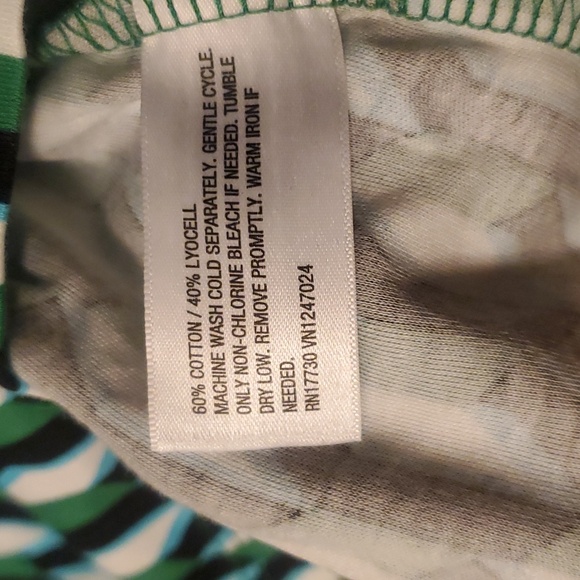 60% COTTON / 40% LYOCELL
MACHINE WASH COLD SEPARATELY. GENTLE CYCLE.
ONLY NON-CHLORINE BLEACH IF NEEDED. TUMBLE
DRY LOW. REMOVE PROMPTLY. WARM IRON IF
NEEDED.
RN17730 VN1247024